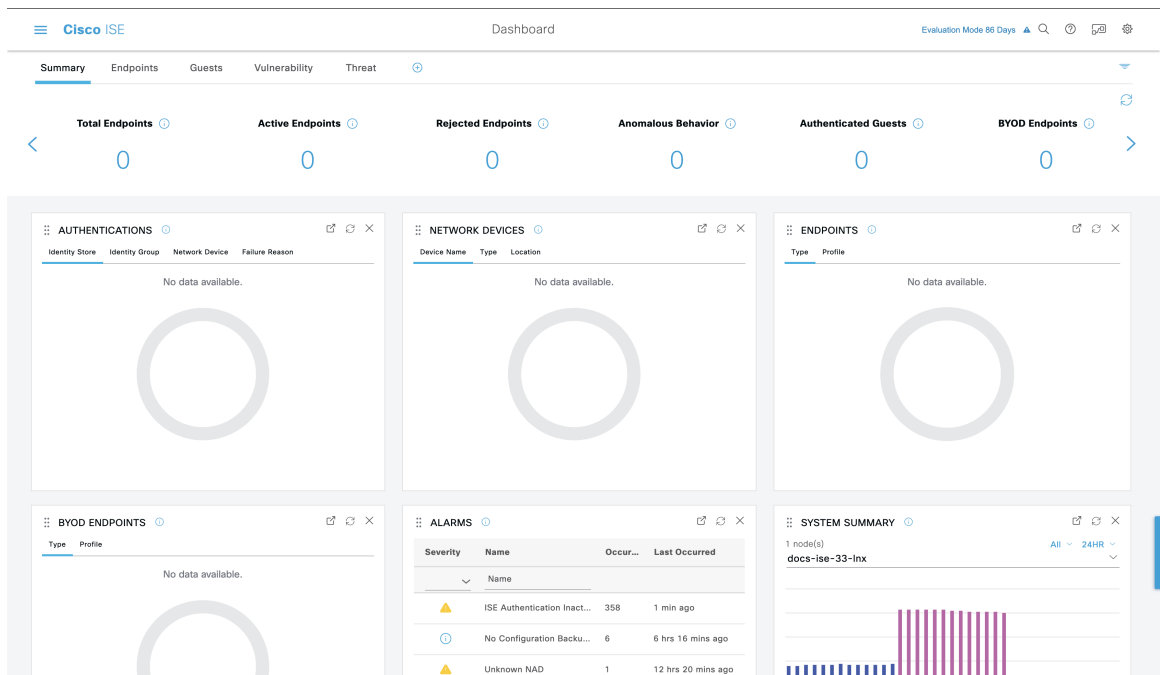 Cisco ISE Dashboard Evaluation Mode 86 Days
Summary Endpoints Guests Vulnerability Threat
Total Endpoints Active Endpoints Rejected Endpoints Anomalous Behavior Authenticated Guests BYOD Endpoints
0 0 0 0 0 0
AUTHENTICATIONS
Identity Store Identity Group Network Device Failure Reason
No data available.
NETWORK DEVICES
Device Name Type Location
No data available.
ENDPOINTS
Type Profile
No data available.
BYOD ENDPOINTS
Type Profile
No data available.
ALARMS
Severity Name Occur... Last Occurred
Name
ISE Authentication Inact... 358 1 min ago
No Configuration Backu... 6 6 hrs 16 mins ago
Unknown NAD 1 12 hrs 20 mins ago
SYSTEM SUMMARY
1 node(s) All 24HR
docs-ise-33-lnx